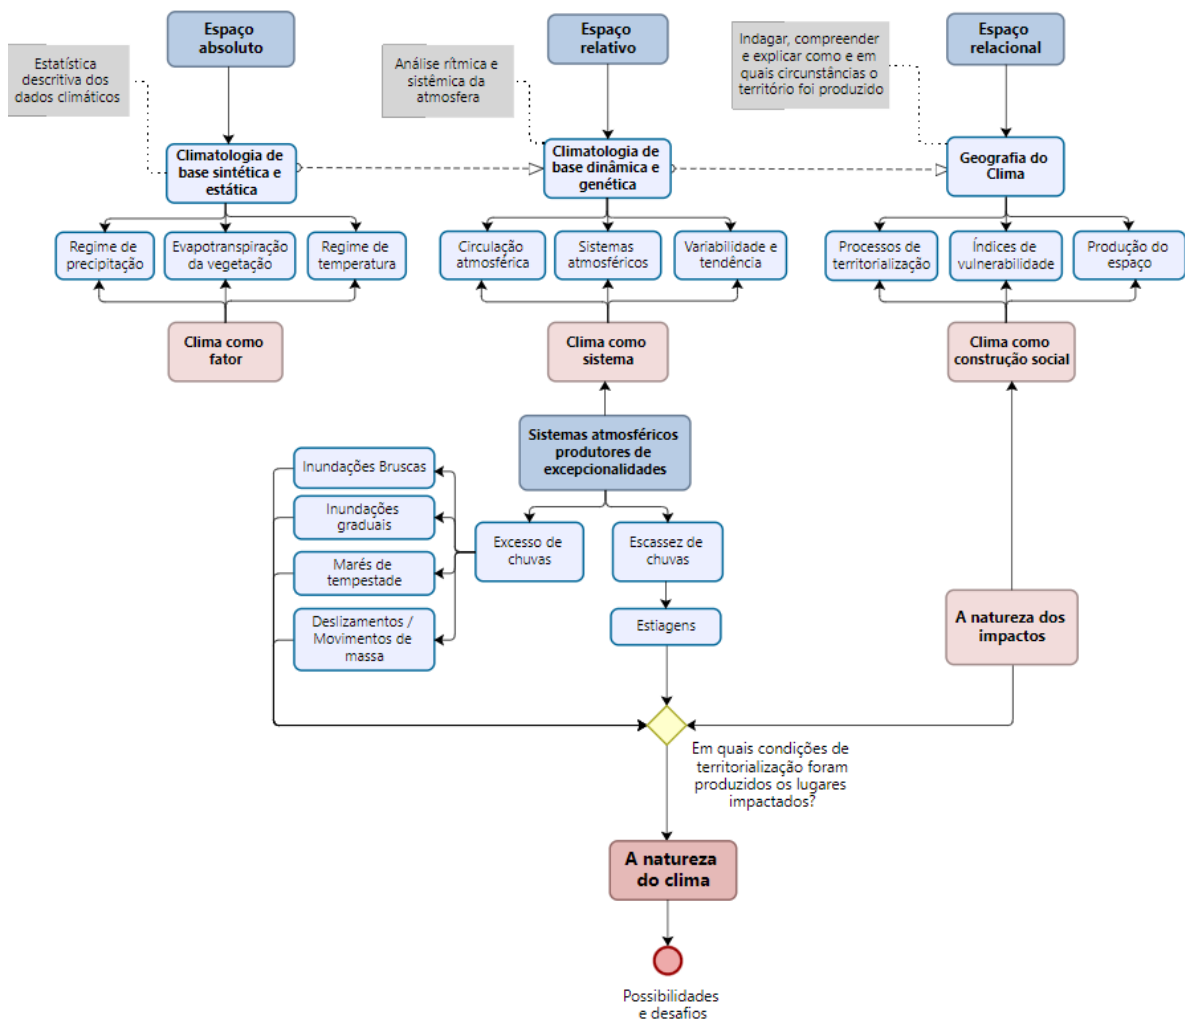 Espaço
absoluto
Espaço
relativo
Espaço
relacional
Estatística
descritiva dos
dados climáticos
Análise rítmica e
sistêmica da
atmosfera
Indagar, compreender
e explicar como e em
quais circunstâncias o
território foi produzido
Climatologia de
base sintética e
estática
Climatologia de
base dinâmica e
genética
Geografia do
Clima
Regime de
precipitação
Evapotranspiração
da vegetação
Regime de
temperatura
Circulação
atmosférica
Sistemas
atmosféricos
Variabilidade e
tendência
Processos de
territorialização
Índices de
vulnerabilidade
Produção do
espaço
Clima como
fator
Clima como
sistema
Clima como
construção social
Sistemas atmosféricos
produtores de
excepcionalidades
Inundações Bruscas
Inundações
graduais
Marés de
tempestade
Deslizamentos /
Movimentos de
massa
Excesso de
chuvas
Escassez de
chuvas
Estiagens
A natureza dos
impactos
Em quais condições de
territorialização foram
produzidos os lugares
impactados?
A natureza
do clima
Possibilidades
e desafios